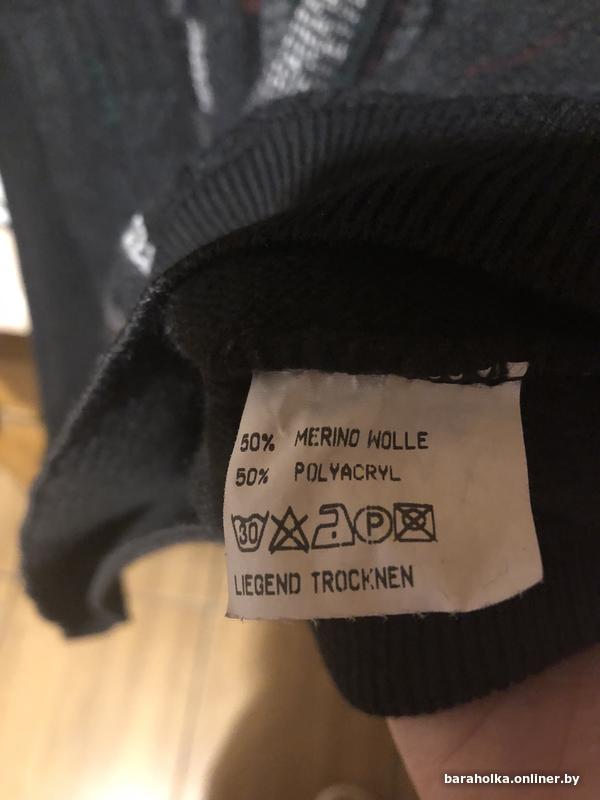 50% MERINO WOLLE
50% POLYACRYL
30 P
LIEGEND TROCKNEN
baraholka.onliner.by